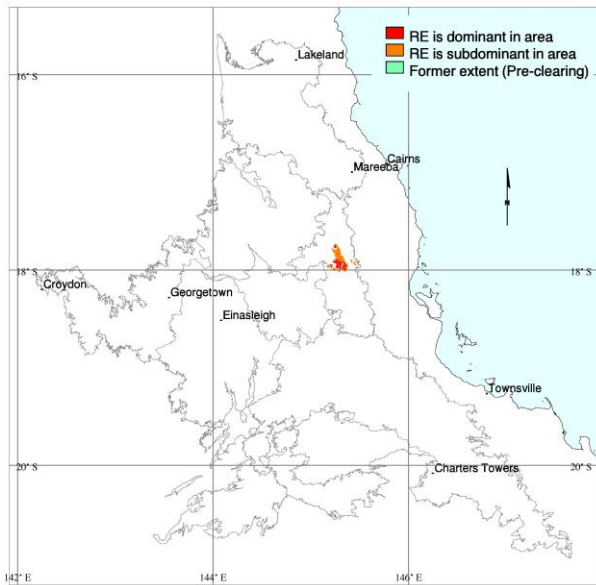 RE is dominant in area
RE is subdominant in area
Former extent (Pre-clearing)
Lakeland
16° S
Cairns
Mareeba
N
18° S
18° S
Croydon
Georgetown
Einasleigh
Townsville
20° S
Charters Towers
20° S
142° E
144° E
146° E